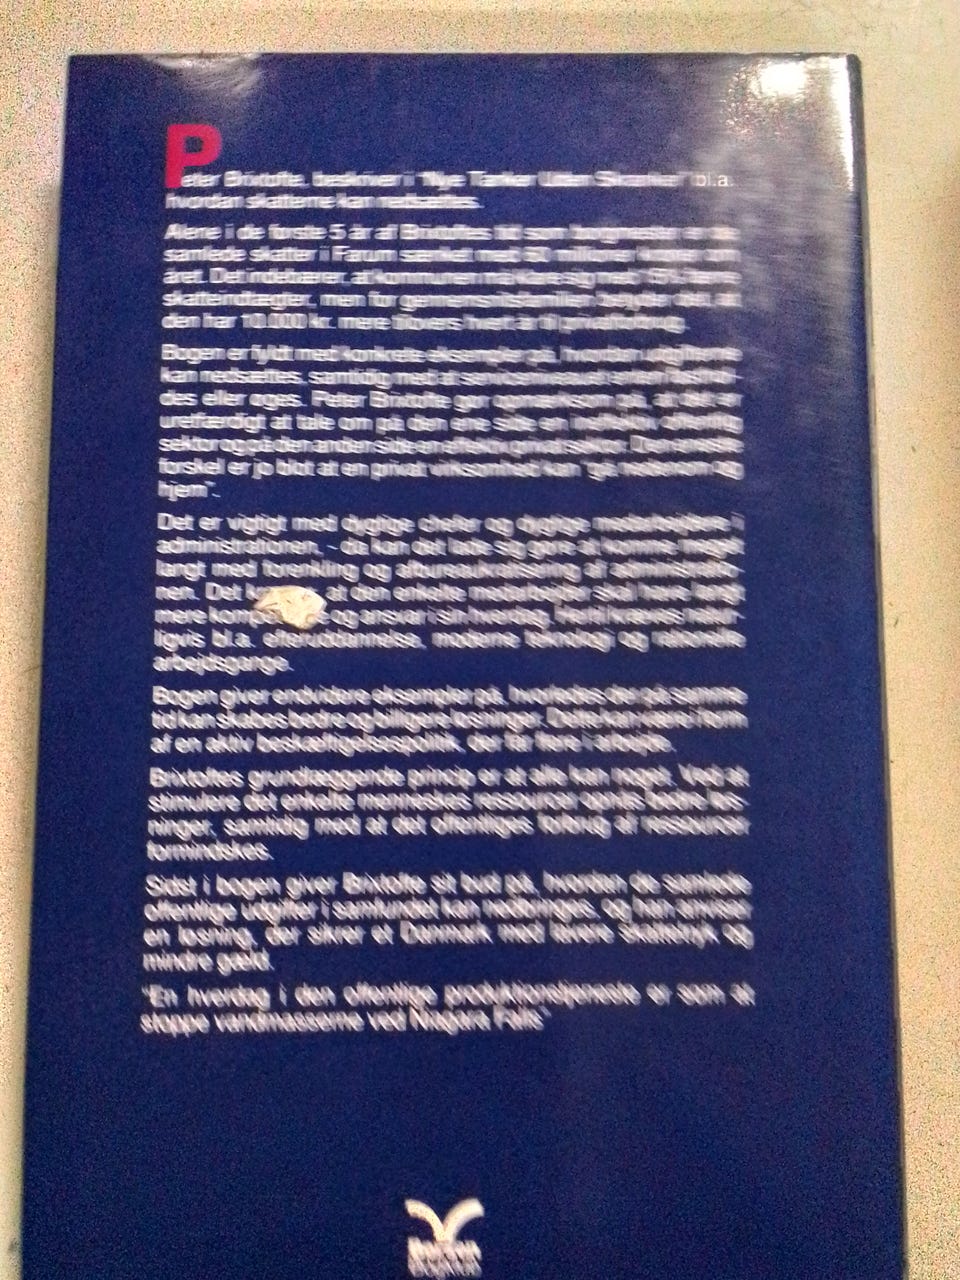 Peter Brixtofte, beskriver i "Nye Tanker Uden Skranker" bl.a.
hvordan skatterne kan nedsættes.
Alene i de første 5 år af Brixtoftes tid som borgmester er de
samlede skatter i Farum sænket med 50 millioner kroner om
året. Det indebærer, at kommunen må klare sig med
skatteindtægter, men for gennemsnitsfamilien betyder det, at
den har 10.000 kr. mere tilovers hvert år til privatforbrug.
Bogen er fyldt med konkrete eksempler på, hvordan udgifterne
kan nedsættes, samtidig med at serviceniveauet enten
des eller øges. Peter Brixtofte gør opmærksom på, at det er
uretfærdigt at tale om på den ene side en ineffektiv offentlig
sektor og på den anden side en effektiv privat sektor. Den eneste
forskel er jo blot at en privat virksomhed kan "gå nedenom og
hjem".
Det er vigtigt med dygtige chefer og dygtige medarbejdere i
administrationen, - da kan det lade sig gøre at komme meget
langt med forenkling og afbureaukratisering af administratio-
nen. Det at den enkelte medarbejder skal have langt
mere og ansvar i sin hverdag. Hertil kræves natur-
ligvis bl.a. efteruddannelse, moderne teknologi og rationelle
arbejdsgange.
Bogen giver endvidere eksempler på, hvorledes der på samme
tid kan skabes bedre og billigere løsninger. Dette kan være i form
af en aktiv beskæftigelsespolitik, der får flere i arbejde.
Brixtoftes grundlæggende princip er at alle kan noget. Ved at
stimulere det enkelte menneskes ressourcer opnås bedre løs-
ninger, samtidig med at det offentliges forbrug af ressourcer
formindskes.
Sidst i bogen giver Brixtofte sit bud på, hvordan de samlede
offentlige udgifter i samfundet kan nedbringes, og han anviser
en løsning, der sikrer et Danmark med lavere Skattetryk og
mindre gæld.
"En hverdag i den offentlige produktionstjeneste er som at
stoppe vandmasserne ved Niagara Falls"